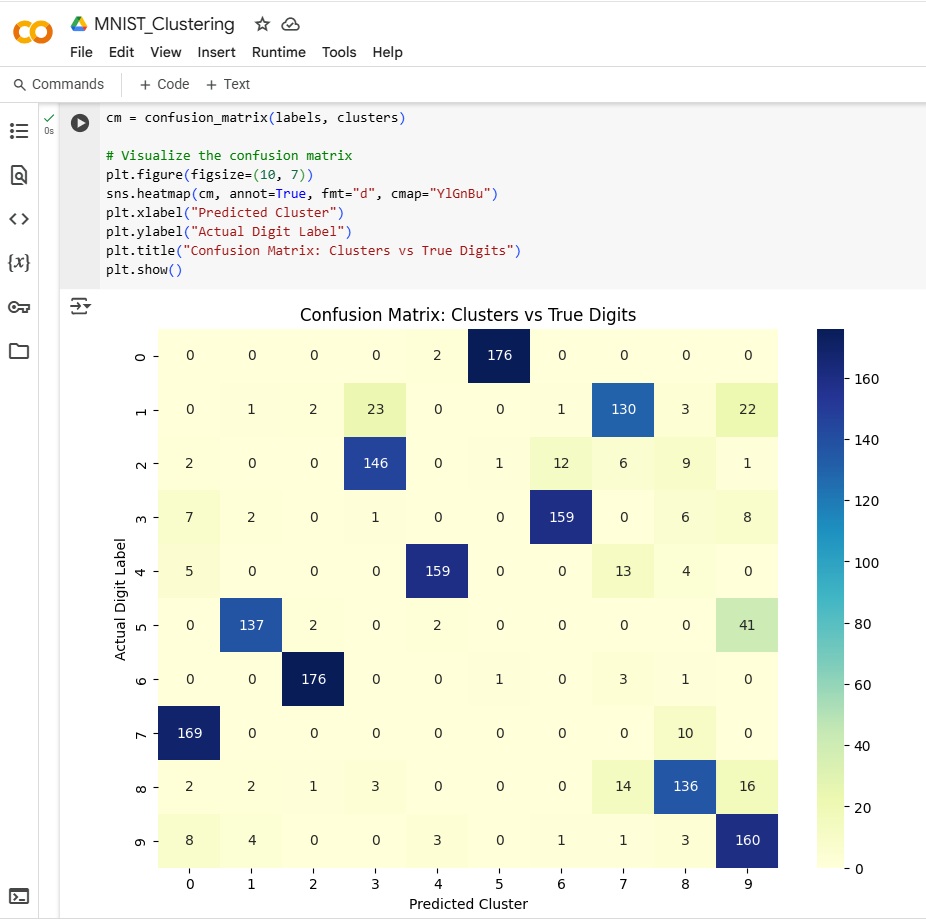 MNIST_Clustering
File Edit View Insert Runtime Tools Help
Commands + Code + Text
0s
cm = confusion_matrix(labels, clusters)
# Visualize the confusion matrix
plt.figure(figsize=(10, 7))
sns.heatmap(cm, annot=True, fmt="d", cmap="YlGnBu")
plt.xlabel("Predicted Cluster")
plt.ylabel("Actual Digit Label")
plt.title("Confusion Matrix: Clusters vs True Digits")
plt.show()
Confusion Matrix: Clusters vs True Digits
Actual Digit Label
0 0 0 0 0 2 176 0 0 0 0
1 0 1 2 23 0 0 1 130 3 22
2 2 0 0 146 0 1 12 6 9 1
3 7 2 0 1 0 0 159 0 6 8
4 5 0 0 0 159 0 0 13 4 0
5 0 137 2 0 2 0 0 0 0 41
6 0 0 176 0 0 1 0 3 1 0
7 169 0 0 0 0 0 0 0 10 0
8 2 2 1 3 0 0 0 14 136 16
9 8 4 0 0 3 0 1 1 3 160
0 1 2 3 4 5 6 7 8 9
Predicted Cluster
160
140
120
100
80
60
40
20
0